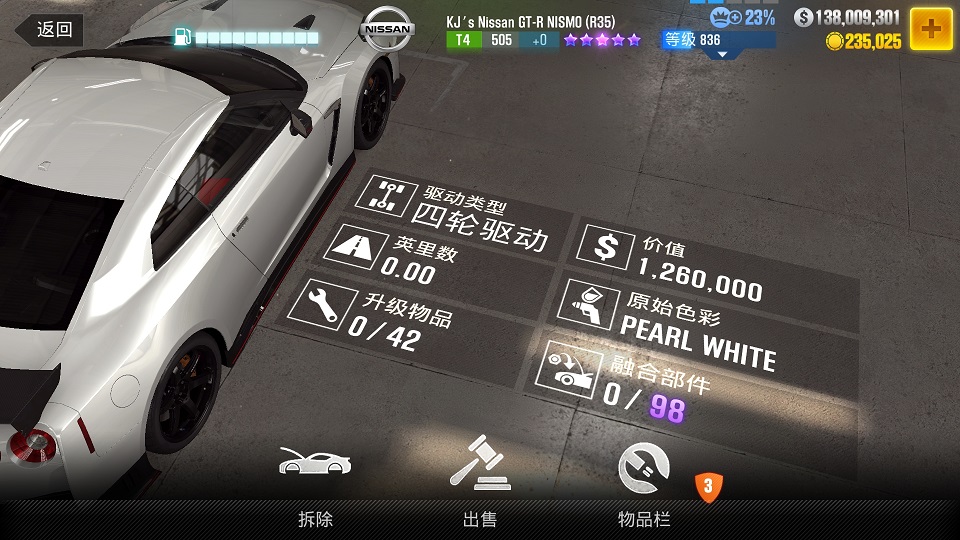 返回
NISSAN
KJ's Nissan GT-R NISMO (R35)
T4 505 +0
等级 836
23%
138,009,301
235,025
驱动类型
四轮驱动
英里数
0.00
升级物品
0/42
价值
1,260,000
原始色彩
PEARL WHITE
融合部件
0/98
拆除
出售
物品栏
3